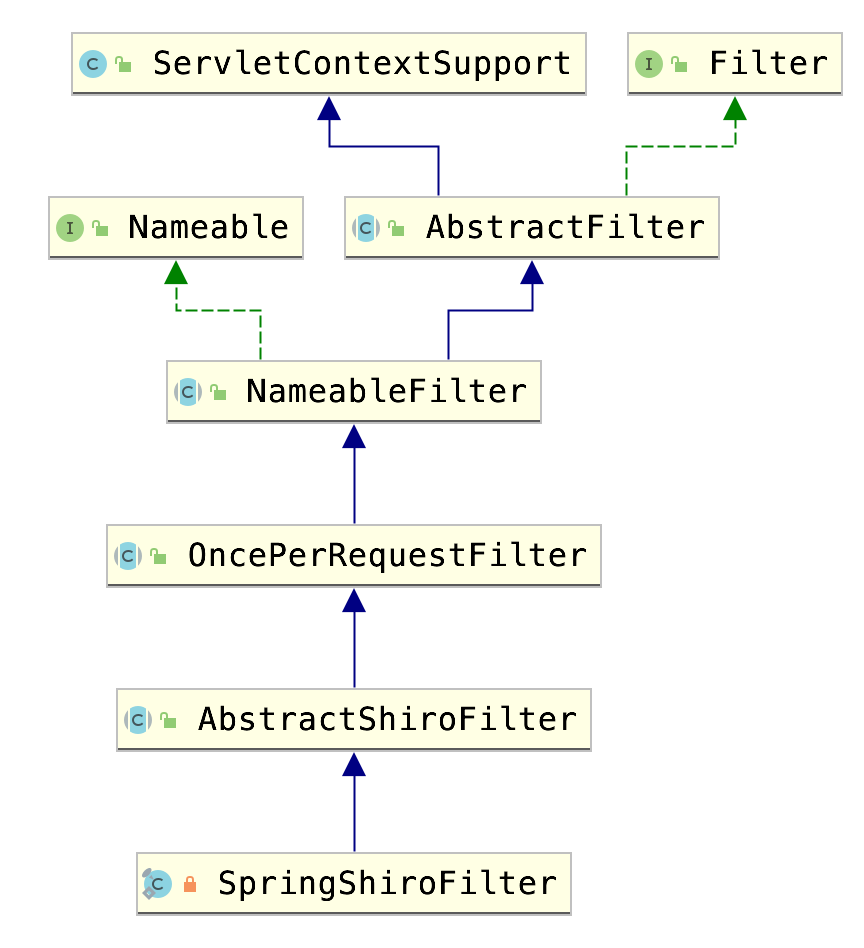 C ServletContextSupport
I Filter
I Nameable
C AbstractFilter
C NameableFilter
C OncePerRequestFilter
C AbstractShiroFilter
C SpringShiroFilter